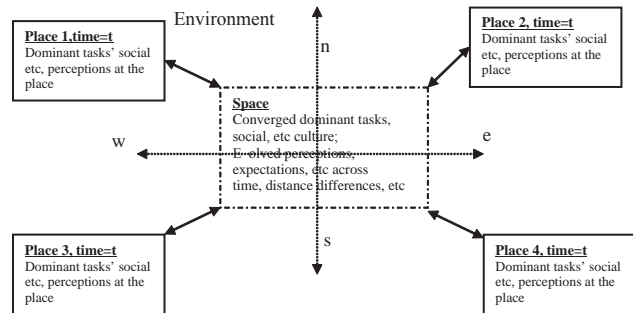 Environment
Place 1,time=t
Dominant tasks' social
etc, perceptions at the
place
Place 2, time=t
Dominant tasks' social
etc, perceptions at the
place
n
Space
Converged dominant tasks,
social, etc culture;
E olved perceptions,
expectations, etc across
time, distance differences, etc
w
e
s
Place 3, time=t
Dominant tasks' social
etc, perceptions at the
place
Place 4, time=t
Dominant tasks' social
etc, perceptions at the
place